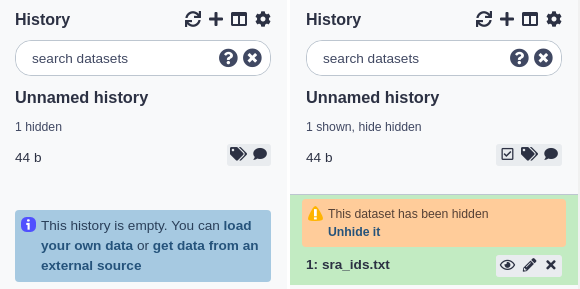 History
search datasets
Unnamed history
1 hidden
44 b
This history is empty. You can load
your own data or get data from an
external source
History
search datasets
Unnamed history
1 shown, hide hidden
44 b
This dataset has been hidden
Unhide it
1: sra_ids.txt